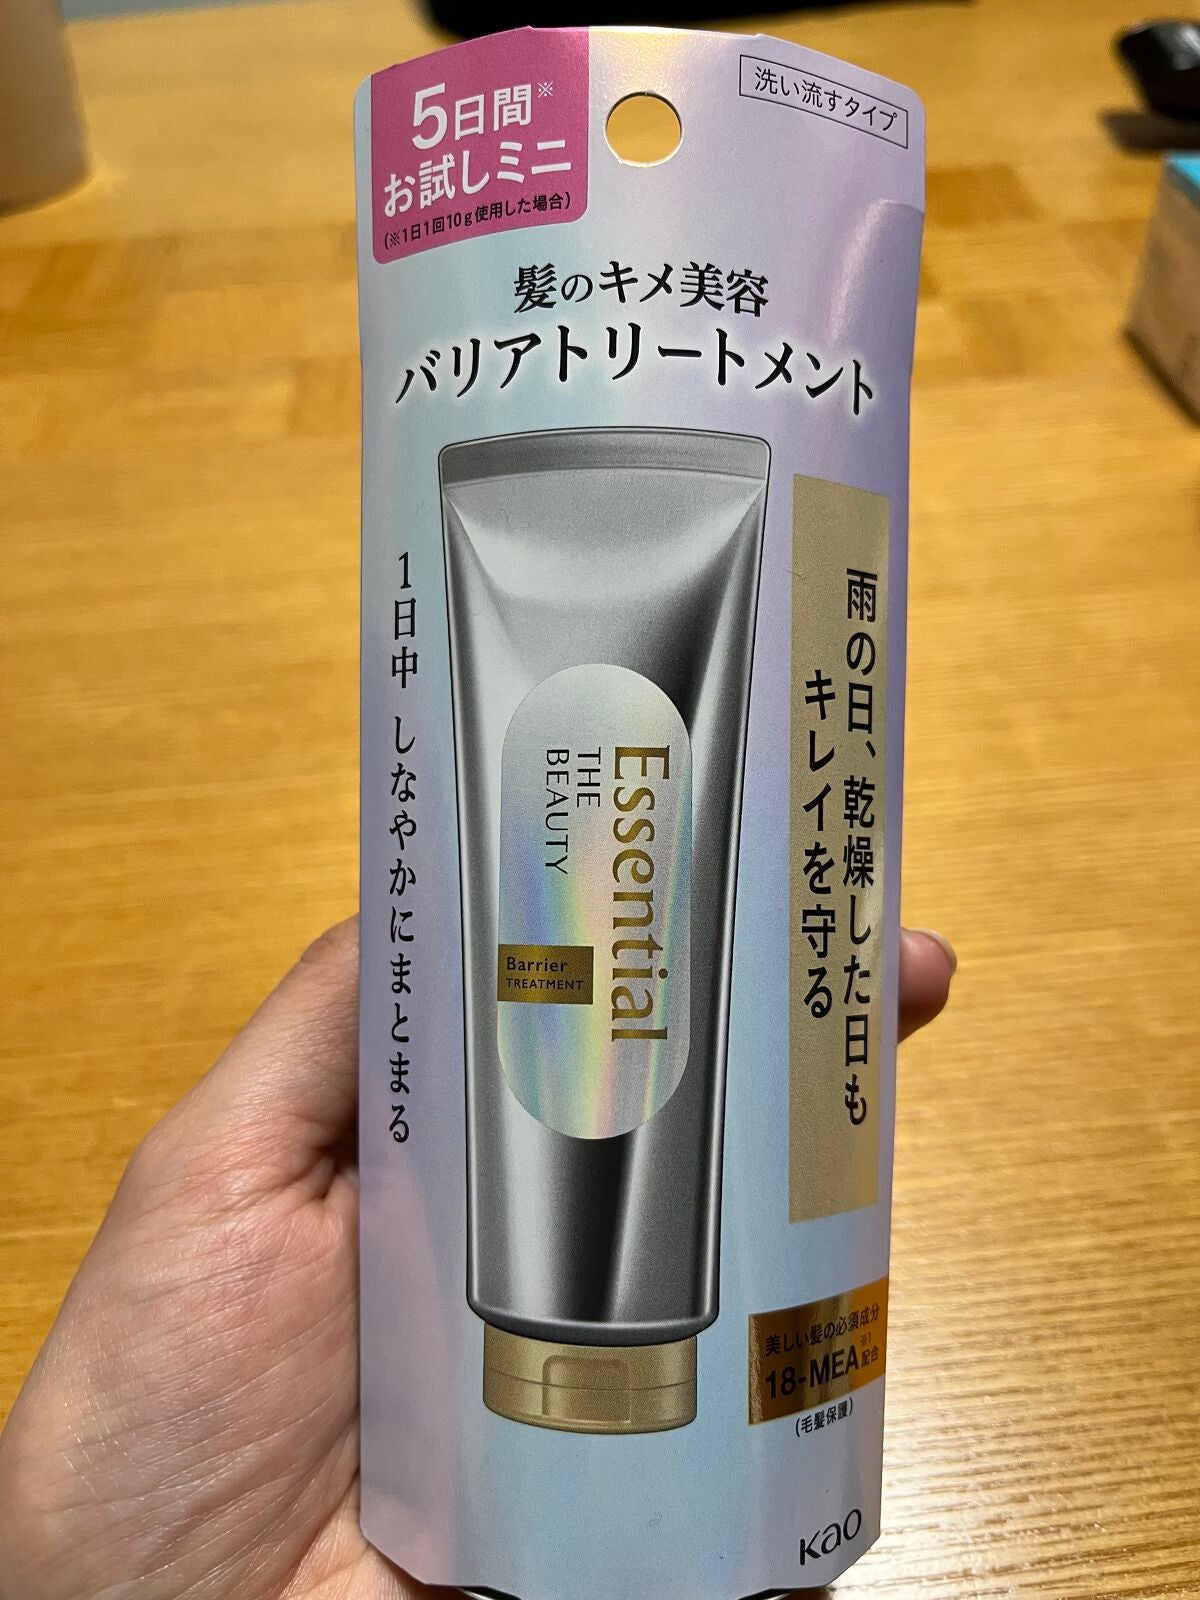 5日間※
お試しミニ
(※1日1回10g使用した場合)
洗い流すタイプ
髪のキメ美容
バリアトリートメント
雨の日、乾燥した日も
キレイを守る
1日中 しなやかにまとまる
Essential
THE
BEAUTY
Barrier
TREATMENT
美しい髪の必須成分
18-MEA※1配合
(毛髪保護)
Kao